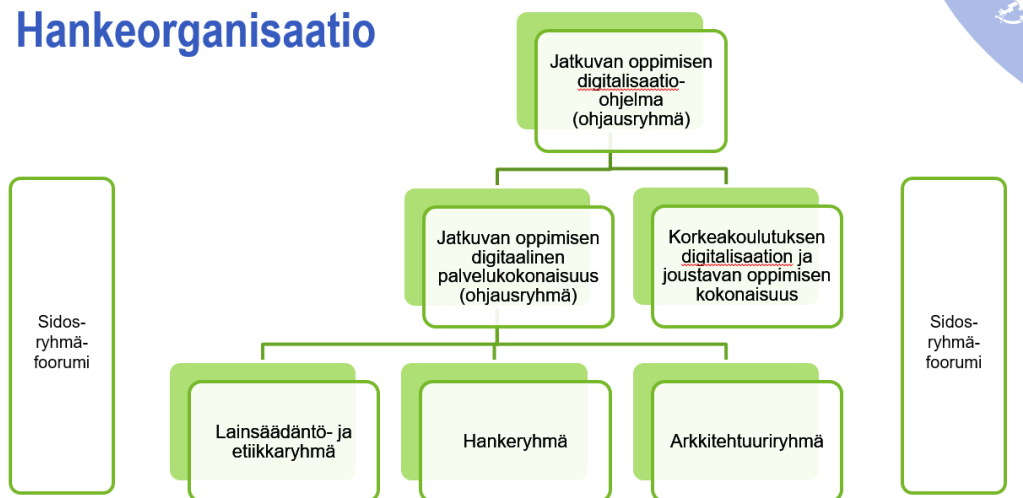 Hankeorganisaatio
Jatkuvan oppimisen
digitalisaatio-
ohjelma
(ohjausryhmä)
Jatkuvan oppimisen
digitaalinen
palvelukokonaisuus
(ohjausryhmä)
Korkeakoulutuksen
digitalisaation ja
joustavan oppimisen
kokonaisuus
Sidos-
ryhmä-
foorumi
Sidos-
ryhmä-
foorumi
Lainsäädäntö- ja
etiikkaryhmä
Hankeryhmä
Arkkitehtuuriryhmä